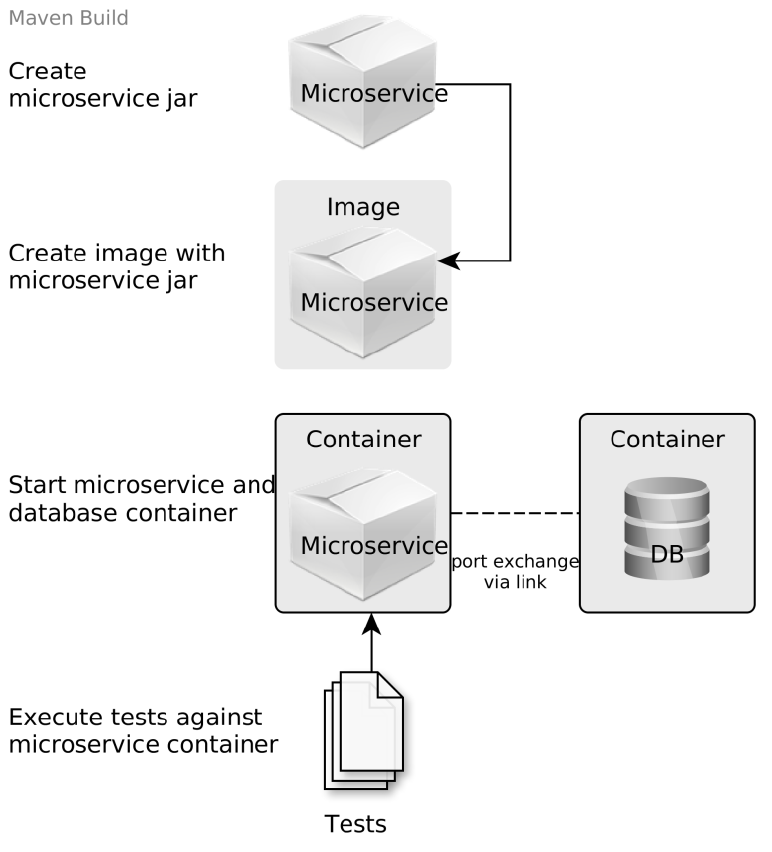 Maven Build
Create
microservice jar
Microservice
Image
Create image with
microservice jar
Microservice
Container
Container
Start microservice and
database container
Microservice
DB
port exchange
via link
Execute tests against
microservice container
Tests